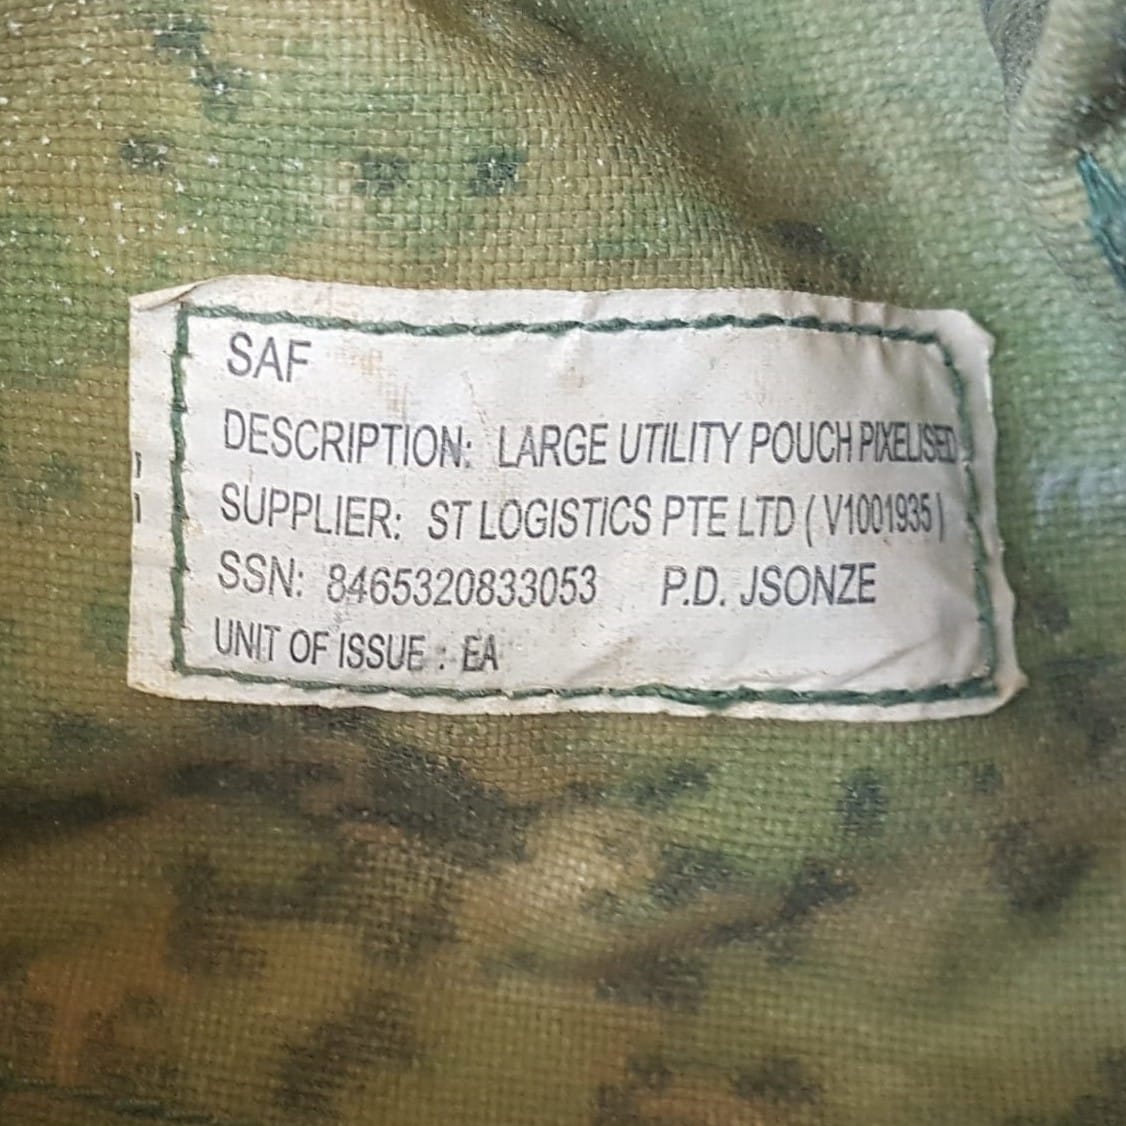 SAF
DESCRIPTION: LARGE UTILITY POUCH PIXELISED
SUPPLIER: ST LOGISTICS PTE LTD ( V1001935 )
SSN: 8465320833053 P.D. JSONZE
UNIT OF ISSUE : EA